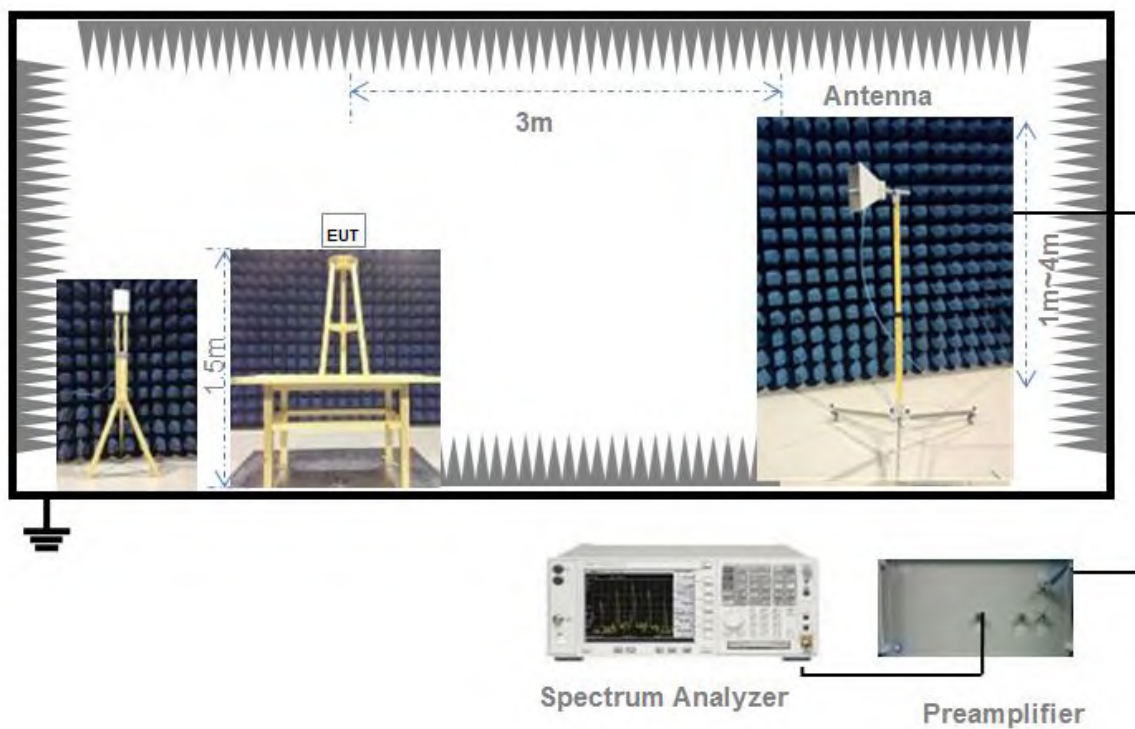 Antenna
3m
EUT
1.5m
1m~4m
Spectrum Analyzer
Preamplifier